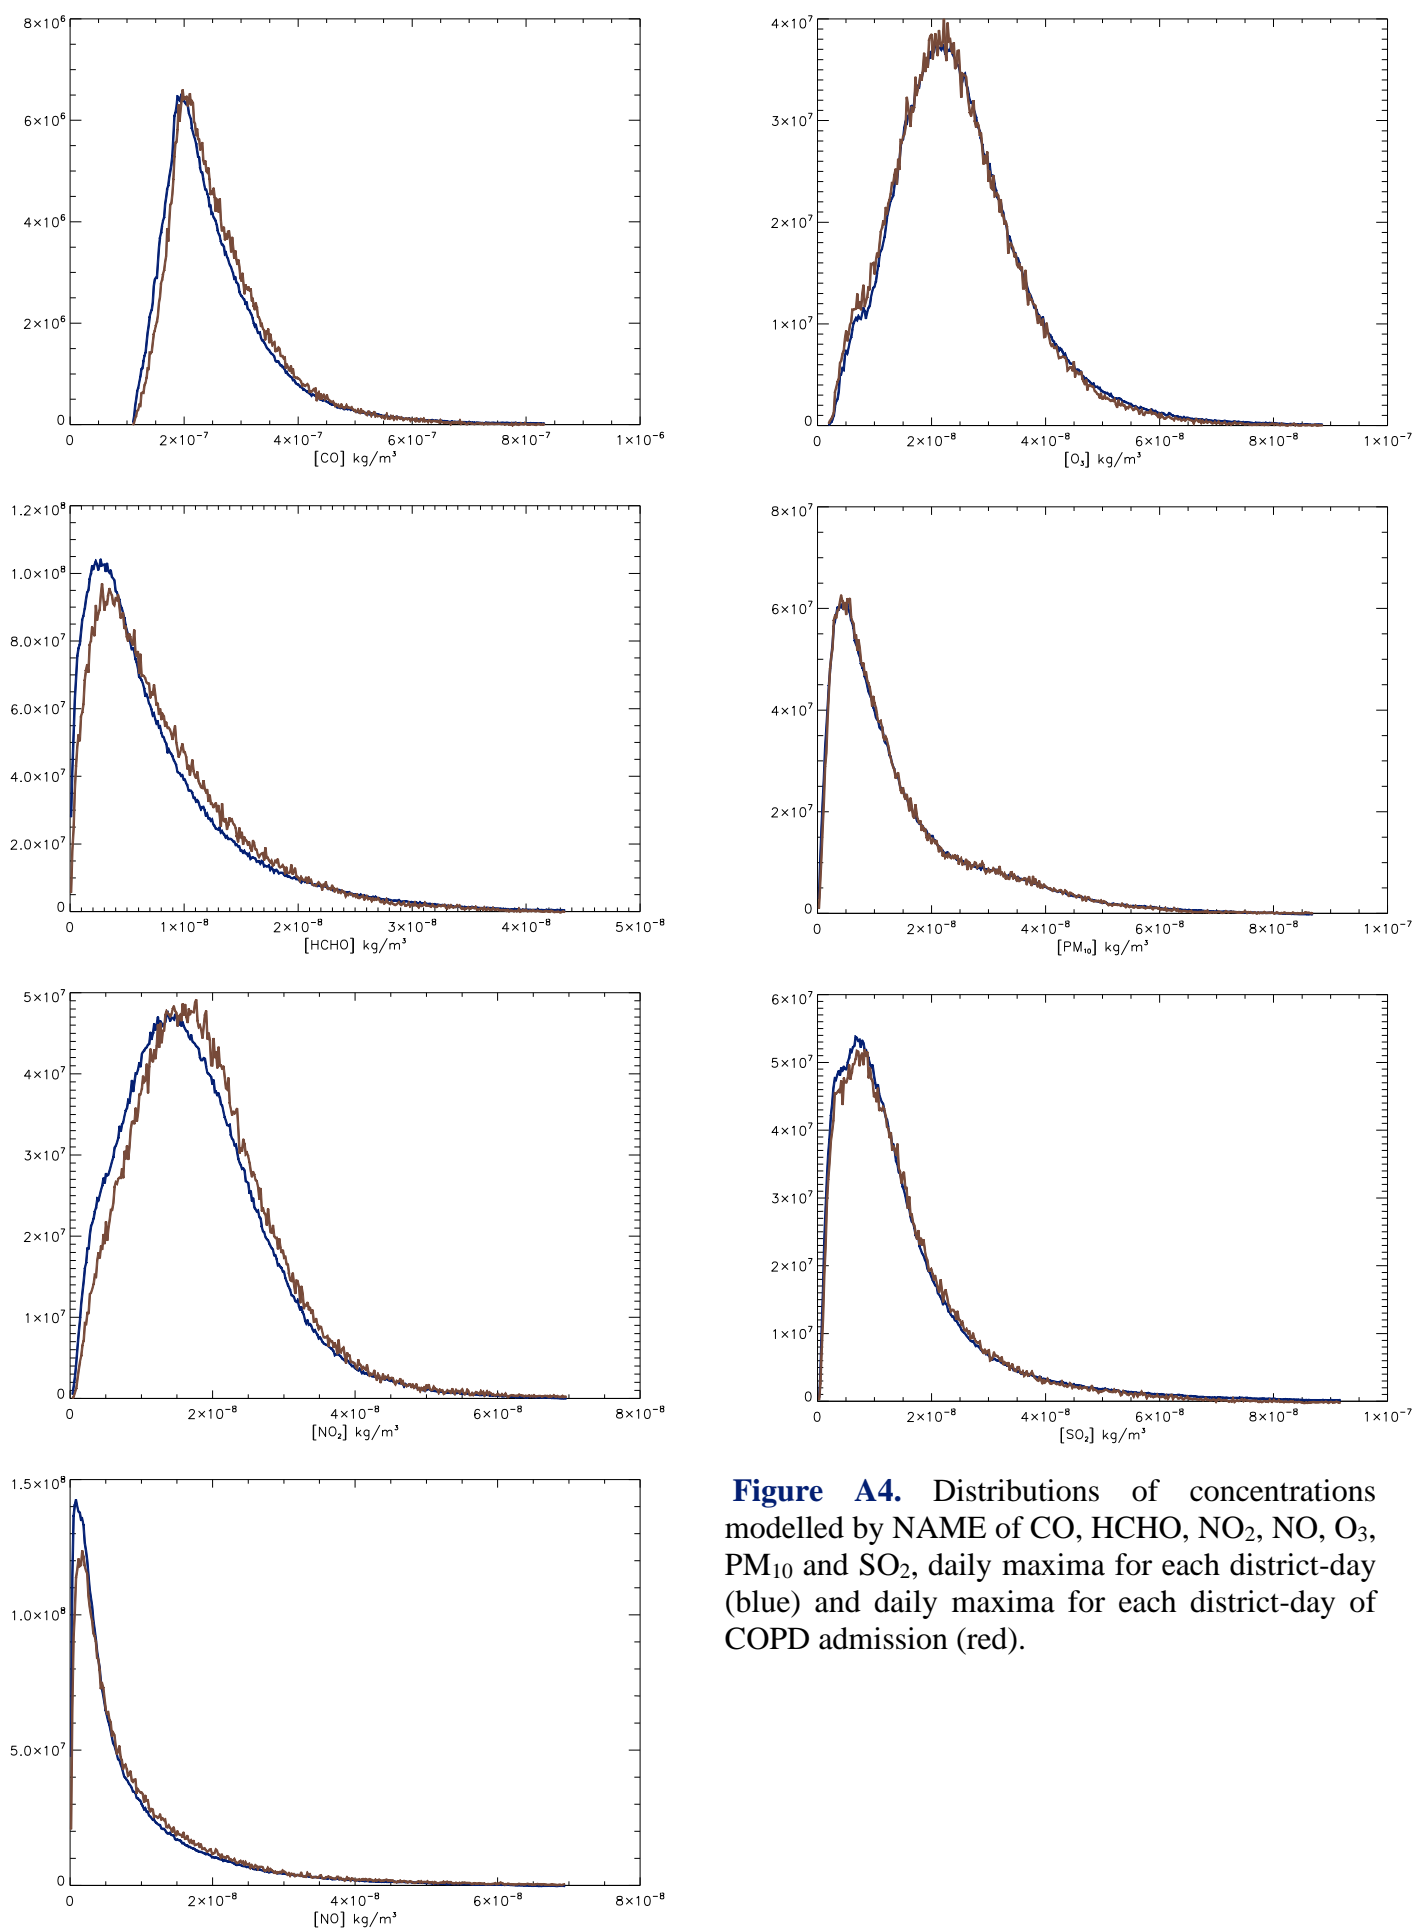 8×10⁶
6×10⁶
4×10⁶
2×10⁶
0
0 2×10⁻⁷ 4×10⁻⁷ 6×10⁻⁷ 8×10⁻⁷ 1×10⁻⁶
[CO] kg/m³
4×10⁷
3×10⁷
2×10⁷
1×10⁷
0
0 2×10⁻⁸ 4×10⁻⁸ 6×10⁻⁸ 8×10⁻⁸ 1×10⁻⁷
[O₃] kg/m³
1.2×10⁸
1.0×10⁸
8.0×10⁷
6.0×10⁷
4.0×10⁷
2.0×10⁷
0
0 1×10⁻⁸ 2×10⁻⁸ 3×10⁻⁸ 4×10⁻⁸ 5×10⁻⁸
[HCHO] kg/m³
8×10⁷
6×10⁷
4×10⁷
2×10⁷
0
0 2×10⁻⁸ 4×10⁻⁸ 6×10⁻⁸ 8×10⁻⁸ 1×10⁻⁷
[PM₁₀] kg/m³
5×10⁷
4×10⁷
3×10⁷
2×10⁷
1×10⁷
0
0 2×10⁻⁸ 4×10⁻⁸ 6×10⁻⁸ 8×10⁻⁸
[NO₂] kg/m³
6×10⁷
5×10⁷
4×10⁷
3×10⁷
2×10⁷
1×10⁷
0
0 2×10⁻⁸ 4×10⁻⁸ 6×10⁻⁸ 8×10⁻⁸ 1×10⁻⁷
[SO₂] kg/m³
1.5×10⁸
1.0×10⁸
5.0×10⁷
0
0 2×10⁻⁸ 4×10⁻⁸ 6×10⁻⁸ 8×10⁻⁸
[NO] kg/m³
Figure A4. Distributions of concentrations
modelled by NAME of CO, HCHO, NO₂, NO, O₃,
PM₁₀ and SO₂, daily maxima for each district-day
(blue) and daily maxima for each district-day of
COPD admission (red).